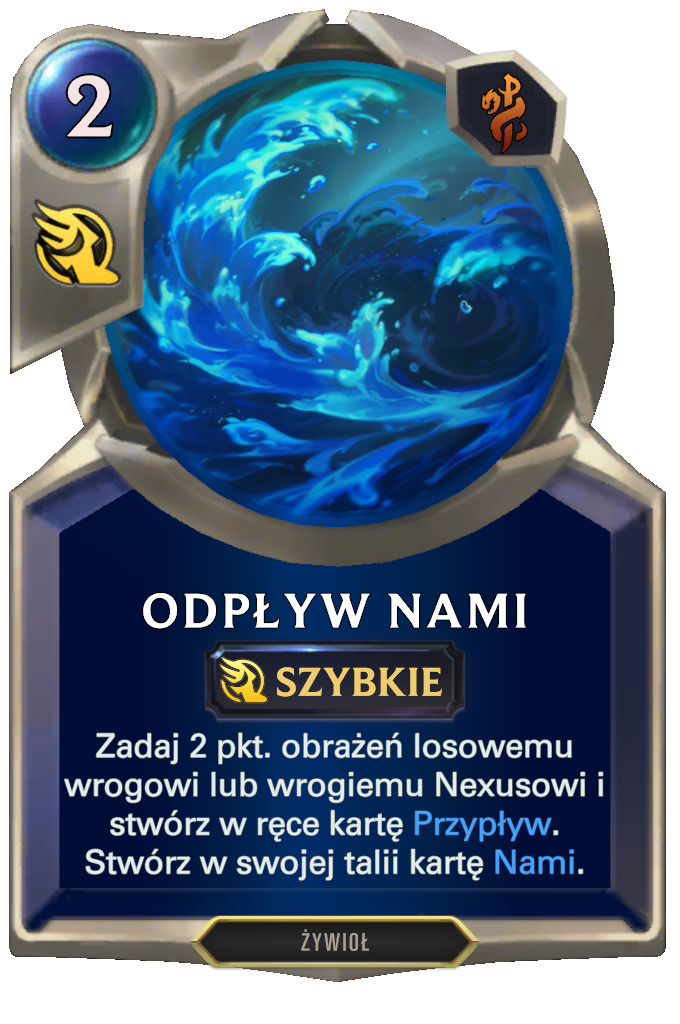 2
ODPŁYW NAMI
SZYBKIE
Zadaj 2 pkt. obrażeń losowemu
wrogowi lub wrogiemu Nexusowi i
stwórz w ręce kartę Przypływ.
Stwórz w swojej talii kartę Nami.
ŻYWIOŁ